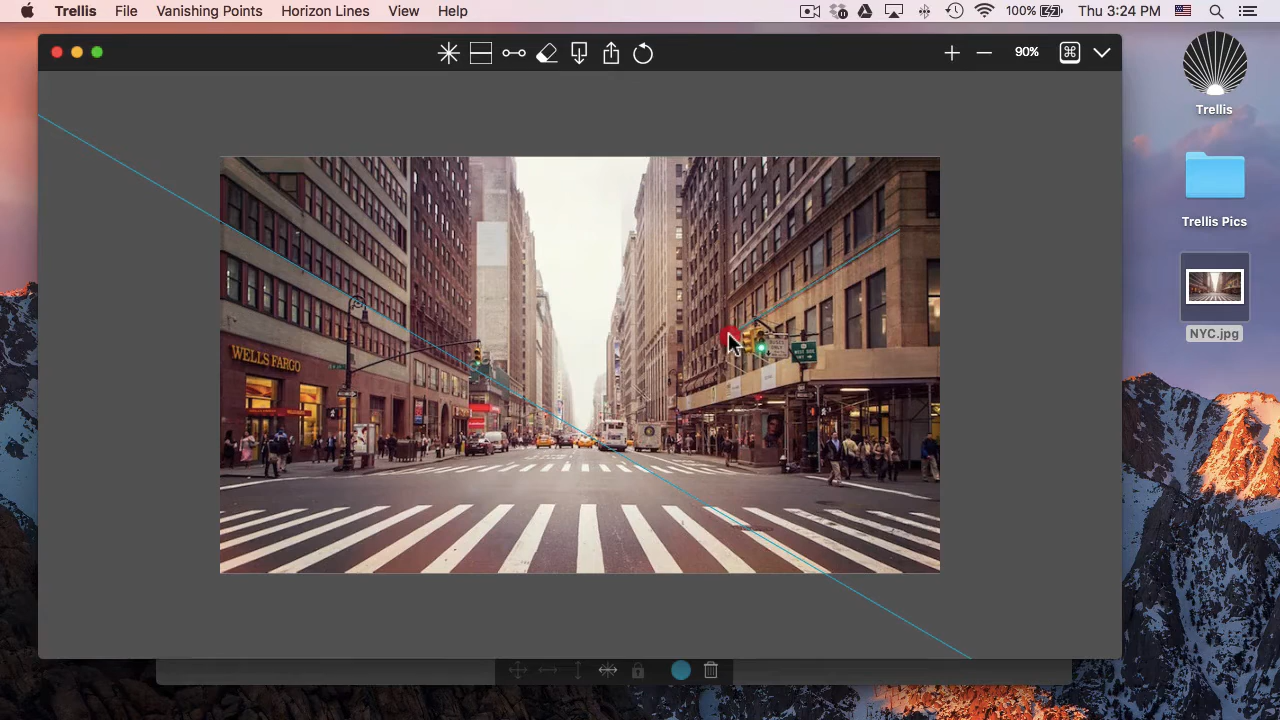 Trellis File Vanishing Points Horizon Lines View Help 100% Thu 3:24 PM
90%
Trellis
Trellis Pics
NYC.jpg
WELLS FARGO